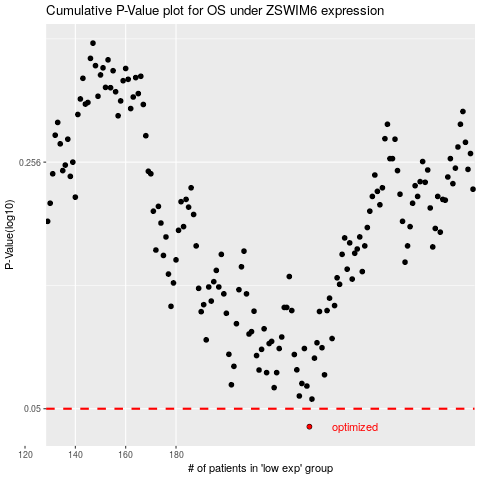 Cumulative P-Value plot for OS under ZSWIM6 expression
P-Value(log10)
0.256
0.05
optimized
120 140 160 180
# of patients in 'low exp' group